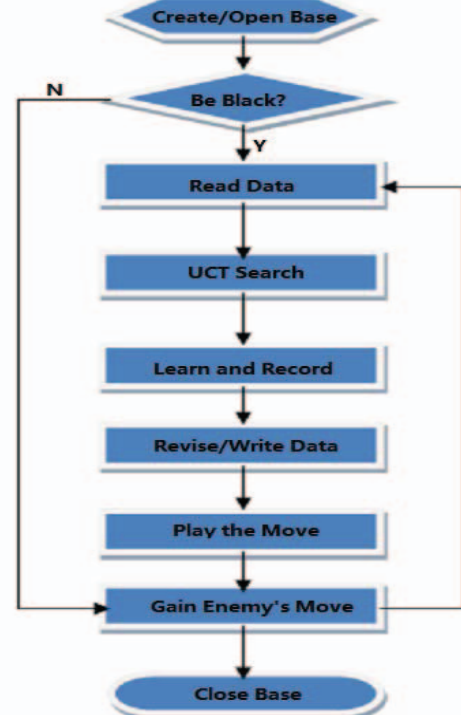 Create/Open Base
N
Be Black?
Y
Read Data
UCT Search
Learn and Record
Revise/Write Data
Play the Move
Gain Enemy's Move
Close Base